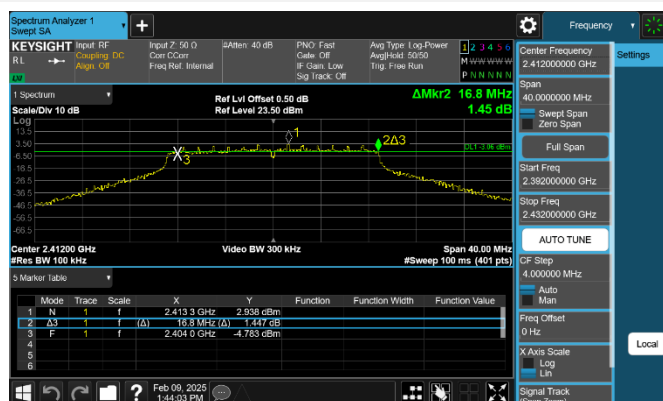 Spectrum Analyzer 1
Swept SA
+
Frequency
KEYSIGHT
RL
LW
Input: RF
Coupling: DC
Align: Off
Input Z: 50 Ω
Corr CCorr
Freq Ref: Internal
#Atten: 40 dB
PNO: Fast
Gate: Off
IF Gain: Low
Sig Track: Off
Avg Type: Log-Power
Avg|Hold: 50/50
Trig: Free Run
1 2 3 4 5 6
M W W W W W
P N N N N N
1 Spectrum
Scale/Div 10 dB
Log
Ref Lvl Offset 0.50 dB
Ref Level 23.50 dBm
ΔMkr2 16.8 MHz
1.45 dB
13.5
3.50
-6.50
-16.5
-26.5
-36.5
-46.5
-56.5
-66.5
1
2Δ3
3
DL1 -3.06 dBm
Center 2.41200 GHz
#Res BW 100 kHz
Video BW 300 kHz
Span 40.00 MHz
#Sweep 100 ms (401 pts)
5 Marker Table
Mode Trace Scale X Y Function Function Width Function Value
1 N 1 f 2.413 3 GHz 2.938 dBm
2 Δ3 1 f (Δ) 16.8 MHz (Δ) 1.447 dB
3 F 1 f 2.404 0 GHz -4.783 dBm
4
5
6
Feb 09, 2025
1:44:03 PM
?
Center Frequency
2.412000000 GHz
Span
40.0000000 MHz
Swept Span
Zero Span
Full Span
Start Freq
2.392000000 GHz
Stop Freq
2.432000000 GHz
AUTO TUNE
CF Step
4.000000 MHz
Auto
Man
Freq Offset
0 Hz
X Axis Scale
Log
Lin
Signal Track
(Span Zoom)
Settings
Local